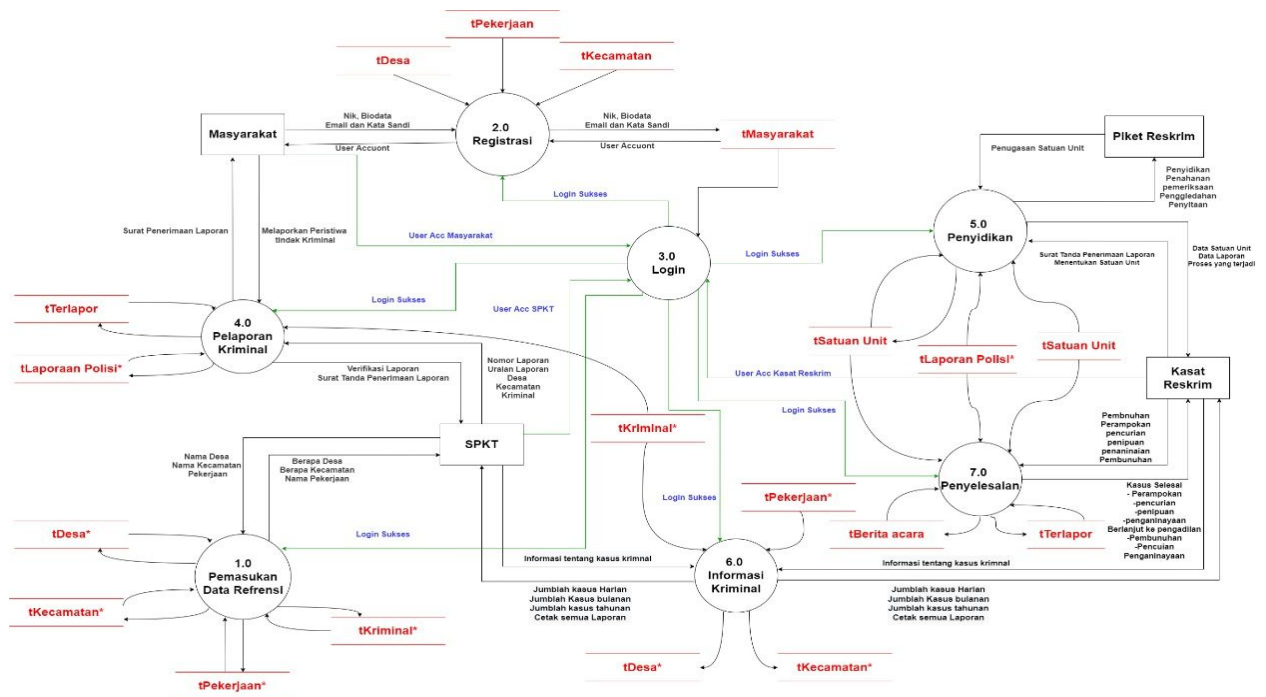 tPekerjaan
tDesa
tKecamatan
2.0
Registrasi
Masyarakat
Nik, Biodata
Email dan Kata Sandi
User Accuont
Nik, Biodata
Email dan Kata Sandi
User Accuont
tMasyarakat
Piket Reskrim
Penugasan Satuan Unit
Penyidikan
Penahanan
pemeriksaan
Penggledahan
Penyitaan
Login Sukses
5.0
Penyidikan
Surat Penerimaan Laporan
Melaporkan Peristiwa
tindak Kriminal
User Acc Masyarakat
3.0
Login
Login Sukses
Surat Tanda Penerimaan Laporan
Menentukan Satuan Unit
Data Satuan Unit
Data Laporan
Proses yang terjadi
Login Sukses
User Acc SPKT
tTerlapor
4.0
Pelaporan
Kriminal
tLaporaan Polisi*
Verifikasi Laporan
Surat Tanda Penerimaan Laporan
Nomor Laporan
Uraian Laporan
Desa
Kecamatan
Kriminal
tSatuan Unit
tLaporan Polisi*
tSatuan Unit
User Acc Kasat Reskrim
Kasat
Reskrim
Login Sukses
tKriminal*
SPKT
Pembnuhan
Perampokan
pencurian
penipuan
penaninaian
Pembunuhan
Nama Desa
Nama Kecamatan
Pekerjaan
Berapa Desa
Berapa Kecamatan
Nama Pekerjaan
7.0
Penyelesaian
Login Sukses
tPekerjaan*
Kasus Selesai
- Perampokan
-pencurian
-penipuan
-penganinayaan
Berlanjut ke pengadilan
-Pembunuhan
-Pencuian
Penganinayaan
tBerita acara
tTerlapor
tDesa*
Login Sukses
1.0
Pemasukan
Data Refrensi
Informasi tentang kasus krimnal
6.0
Informasi
Kriminal
Informasi tentang kasus krimnal
Jumblah kasus Harian
Jumblah Kasus bulanan
Jumblah kasus tahunan
Cetak semua Laporan
Jumblah kasus Harian
Jumblah Kasus bulanan
Jumblah kasus tahunan
Cetak semua Laporan
tKecamatan*
tKriminal*
tPekerjaan*
tDesa*
tKecamatan*